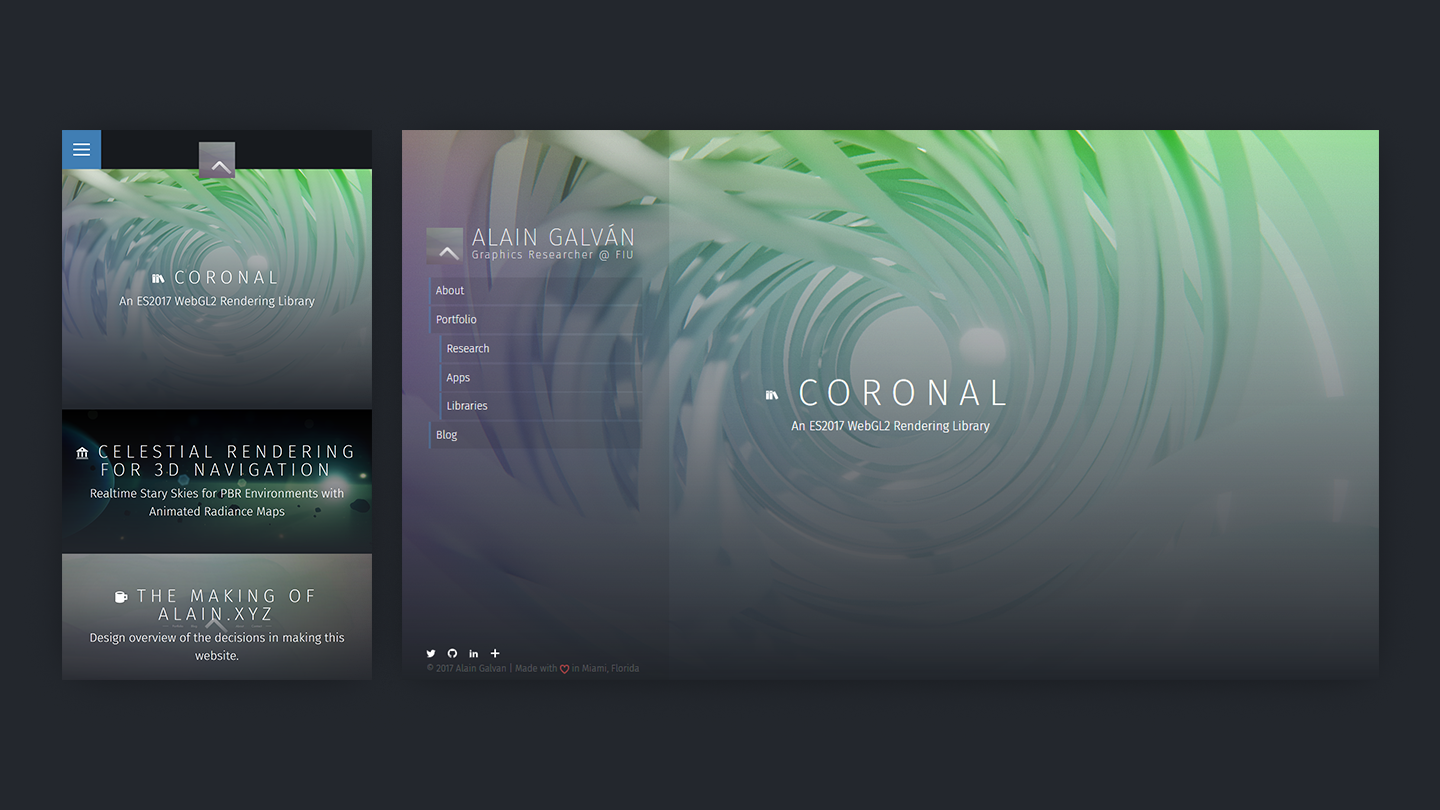 CORONAL
An ES2017 WebGL2 Rendering Library
CELESTIAL RENDERING
FOR 3D NAVIGATION
Realtime Stary Skies for PBR Environments with
Animated Radiance Maps
THE MAKING OF
ALAIN.XYZ
Design overview of the decisions in making this
website.
ALAIN GALVÁN
Graphics Researcher @ FIU
About
Portfolio
Research
Apps
Libraries
Blog
© 2017 Alain Galvan | Made with in Miami, Florida
CORONAL
An ES2017 WebGL2 Rendering Library